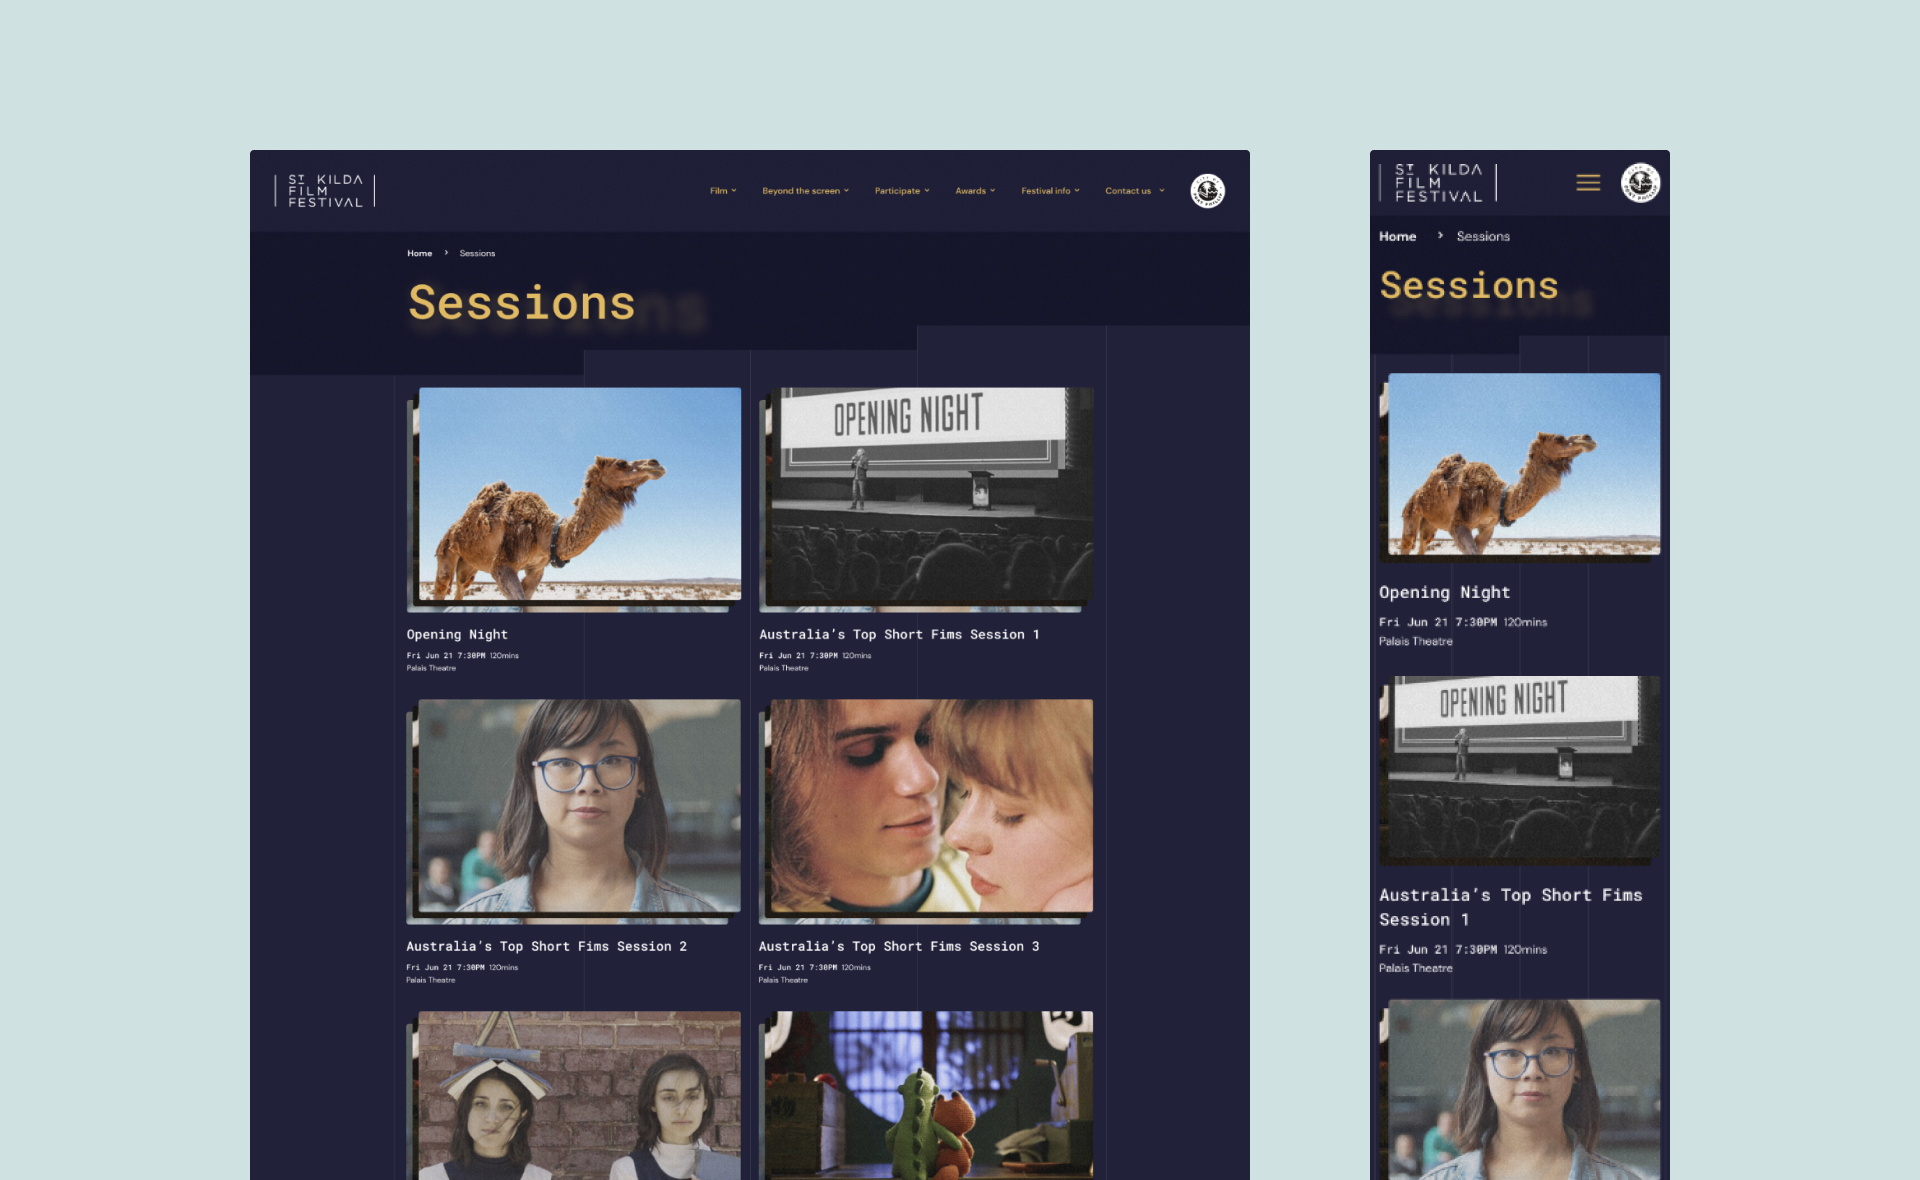 ST KILDA
FILM
FESTIVAL
Film
Beyond the screen
Participate
Awards
Festival info
Contact us
Home > Sessions
Sessions
OPENING NIGHT
Opening Night
Fri Jun 21 7:30PM 120mins
Palais Theatre
Australia’s Top Short Fims Session 1
Fri Jun 21 7:30PM 120mins
Palais Theatre
Australia’s Top Short Fims Session 2
Fri Jun 21 7:30PM 120mins
Palais Theatre
Australia’s Top Short Fims Session 3
Fri Jun 21 7:30PM 120mins
Palais Theatre
ST KILDA
FILM
FESTIVAL
Home > Sessions
Sessions
Opening Night
Fri Jun 21 7:30PM 120mins
Palais Theatre
OPENING NIGHT
Australia’s Top Short Fims
Session 1
Fri Jun 21 7:30PM 120mins
Palais Theatre